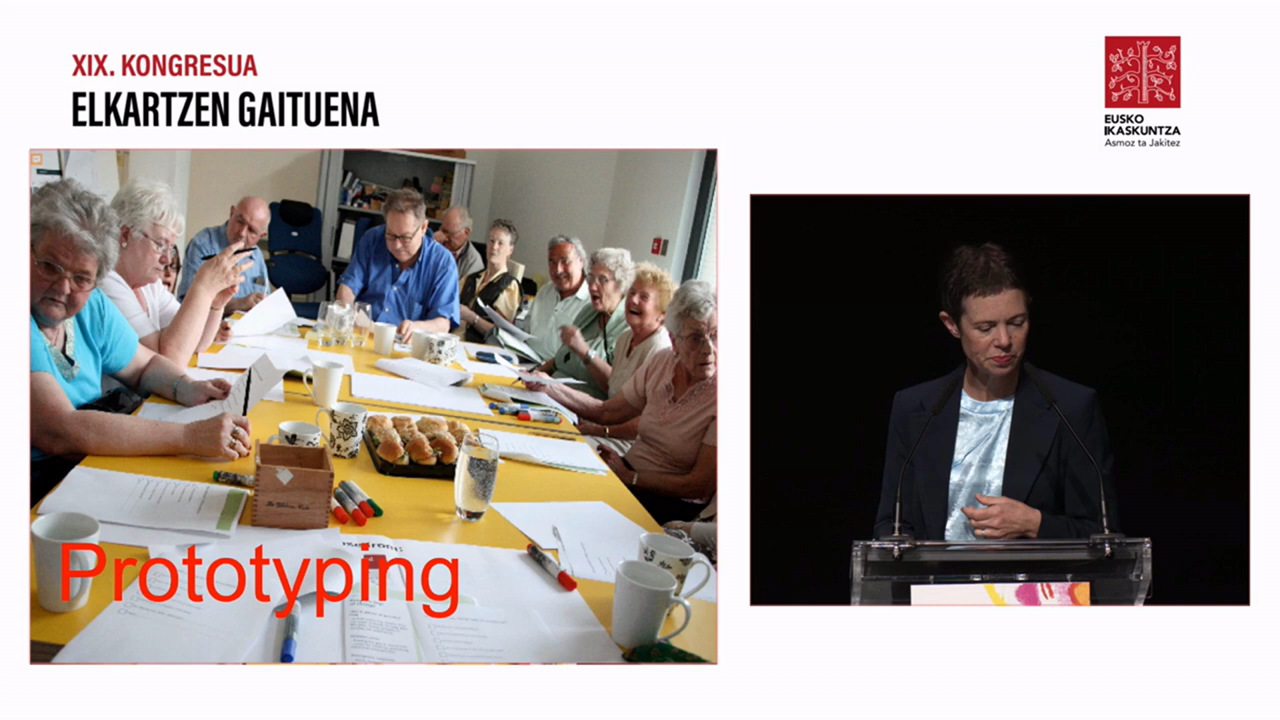 XIX. KONGRESUA
ELKARTZEN GAITUENA
EUSKO
IKASKUNTZA
Asmoz ta Jakitez
Prototyping